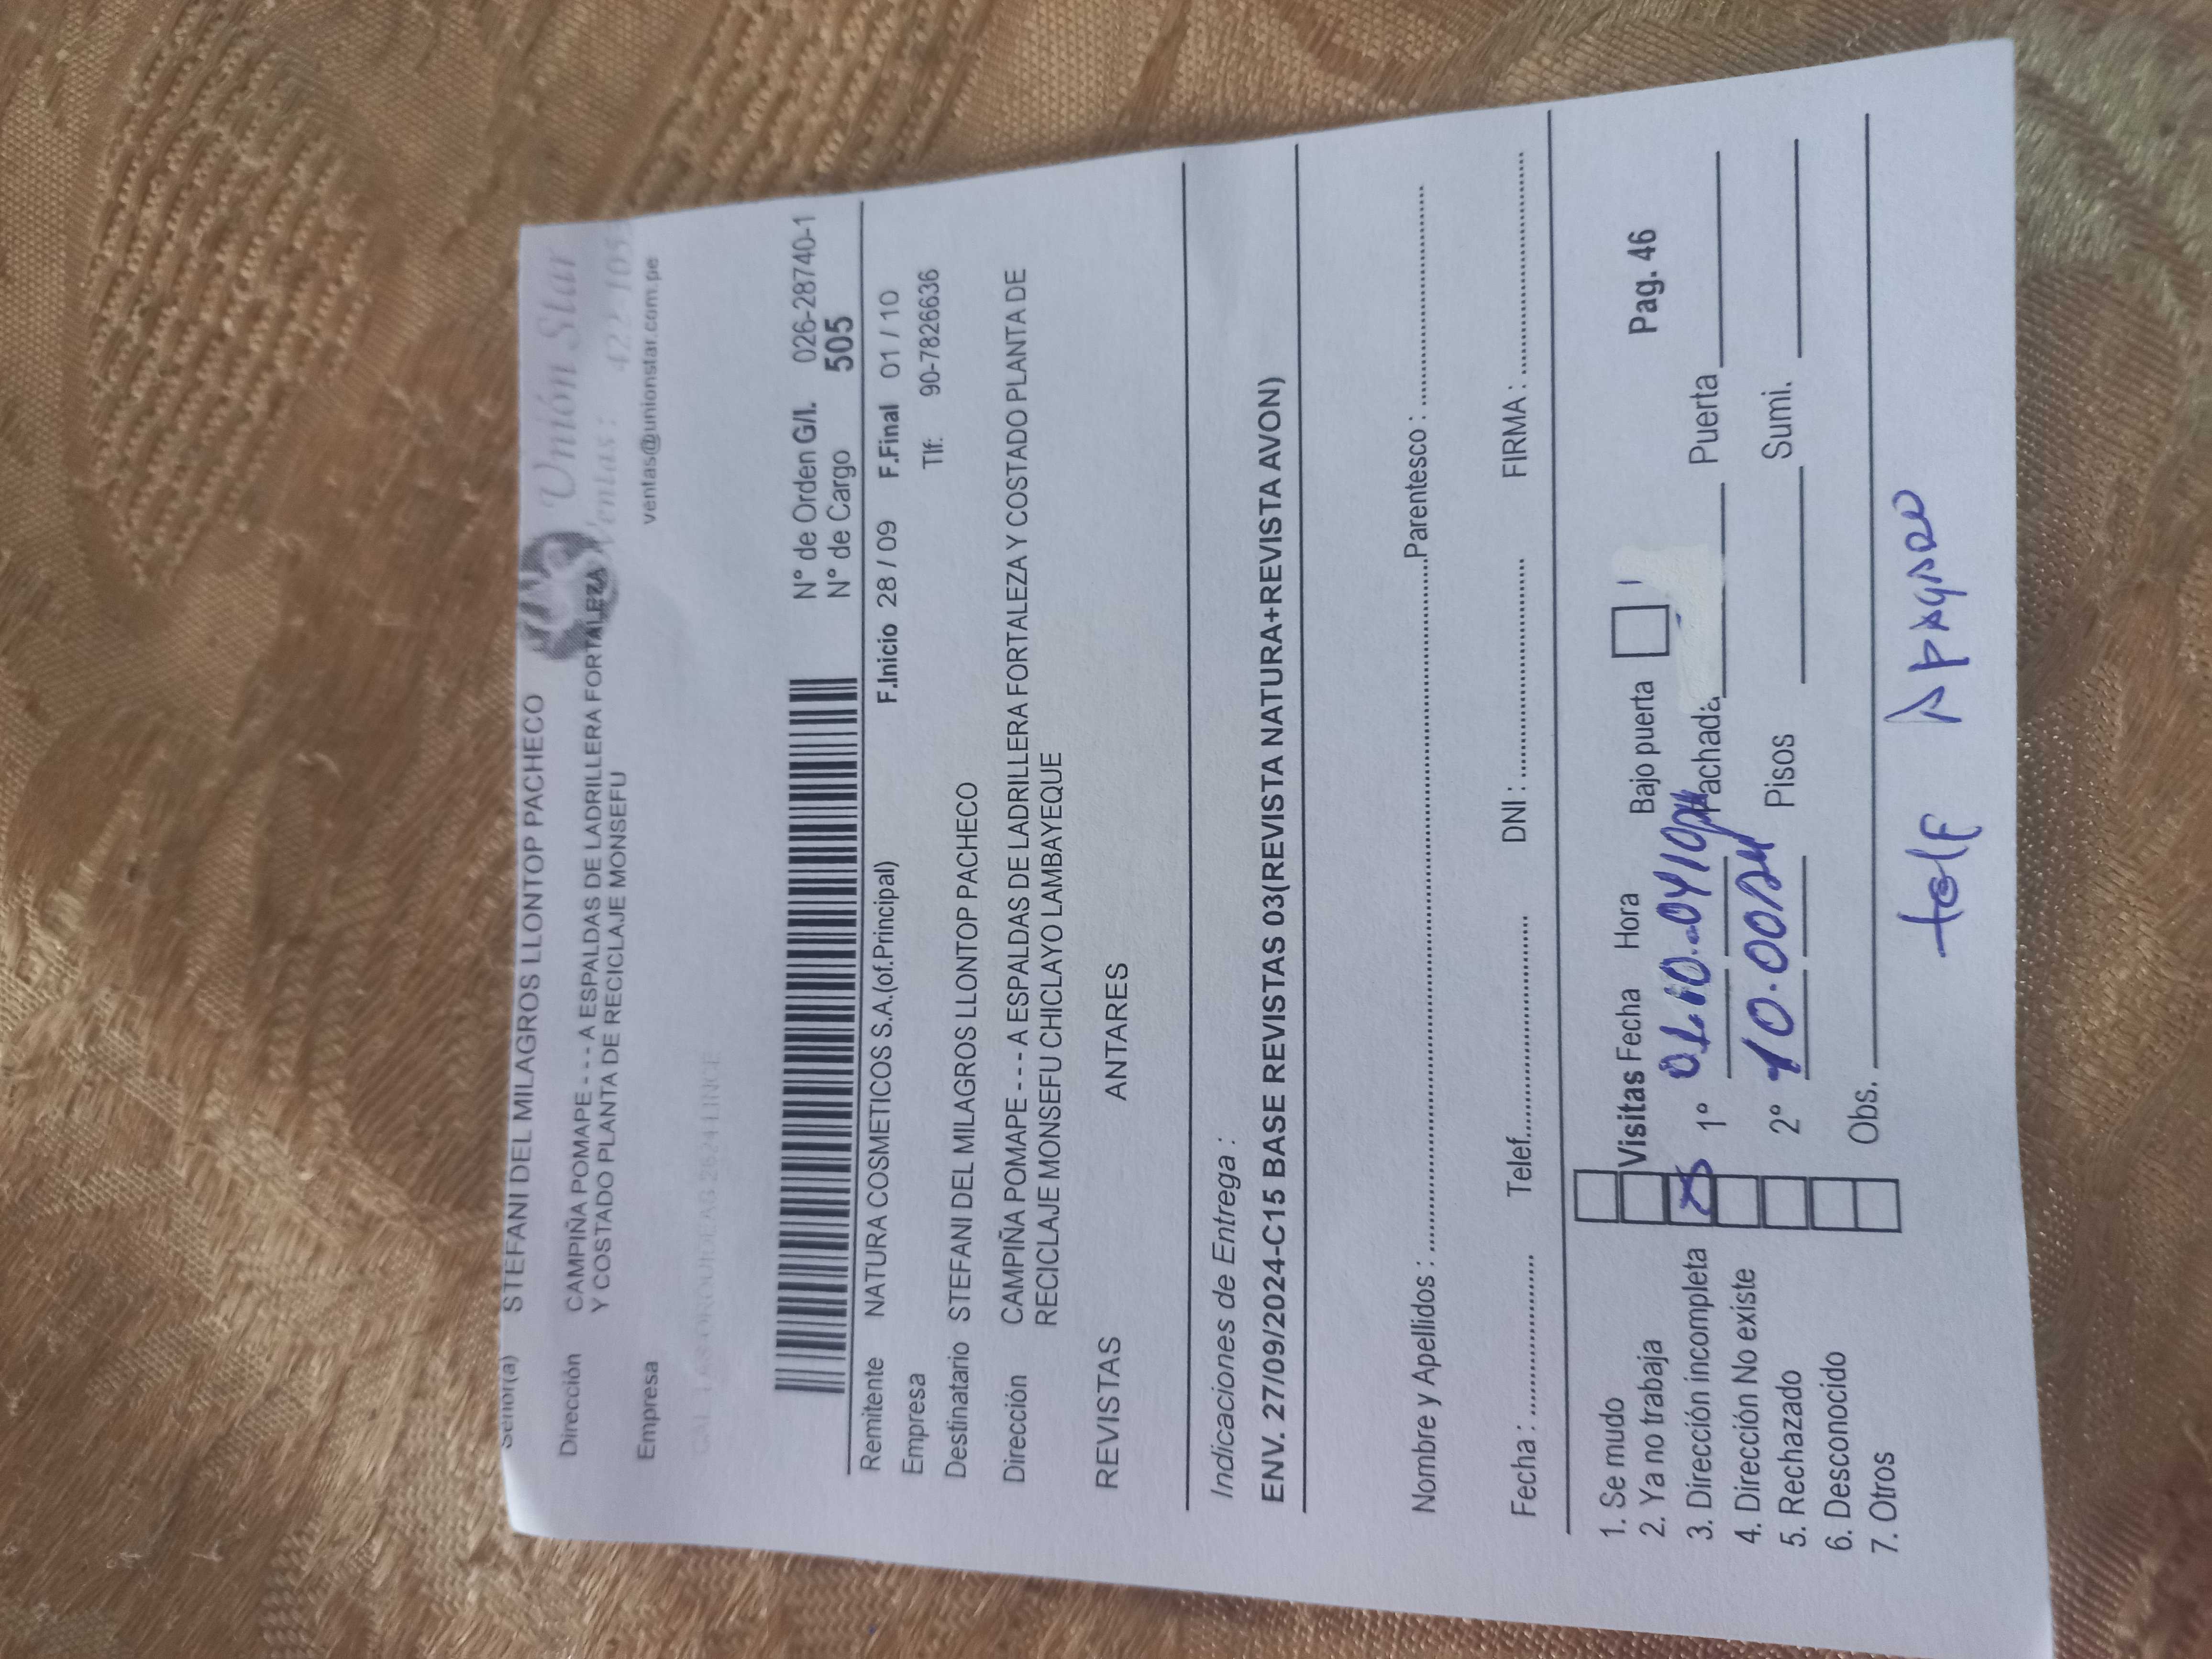 Señor(a) STEFANI DEL MILAGROS LLONTOP PACHECO
Unión Star
Dirección CAMPIÑA POMAPE - - - A ESPALDAS DE LADRILLERA FORTALEZA
Y COSTADO PLANTA DE RECICLAJE MONSEFU
Ventas : 422-105
ventas@unionstar.com.pe
Empresa
N° de Orden G/I. 026-28740-1
N° de Cargo 505
Remitente NATURA COSMETICOS S.A.(of.Principal) F.Inicio 28 / 09 F.Final 01 / 10
Empresa Tlf: 90-7826636
Destinatario STEFANI DEL MILAGROS LLONTOP PACHECO
Dirección CAMPIÑA POMAPE - - - A ESPALDAS DE LADRILLERA FORTALEZA Y COSTADO PLANTA DE
RECICLAJE MONSEFU CHICLAYO LAMBAYEQUE
REVISTAS ANTARES
Indicaciones de Entrega :
ENV. 27/09/2024-C15 BASE REVISTAS 03(REVISTA NATURA+REVISTA AVON)
Nombre y Apellidos : Parentesco :
Fecha : Telef. DNI : FIRMA :
1. Se mudo
2. Ya no trabaja
3. Dirección incompleta
4. Dirección No existe
5. Rechazado
6. Desconocido
7. Otros
Visitas Fecha Hora Bajo puerta Pag. 46
1° Fachada Puerta
2° Pisos Sumi.
Obs.
telf Apagado